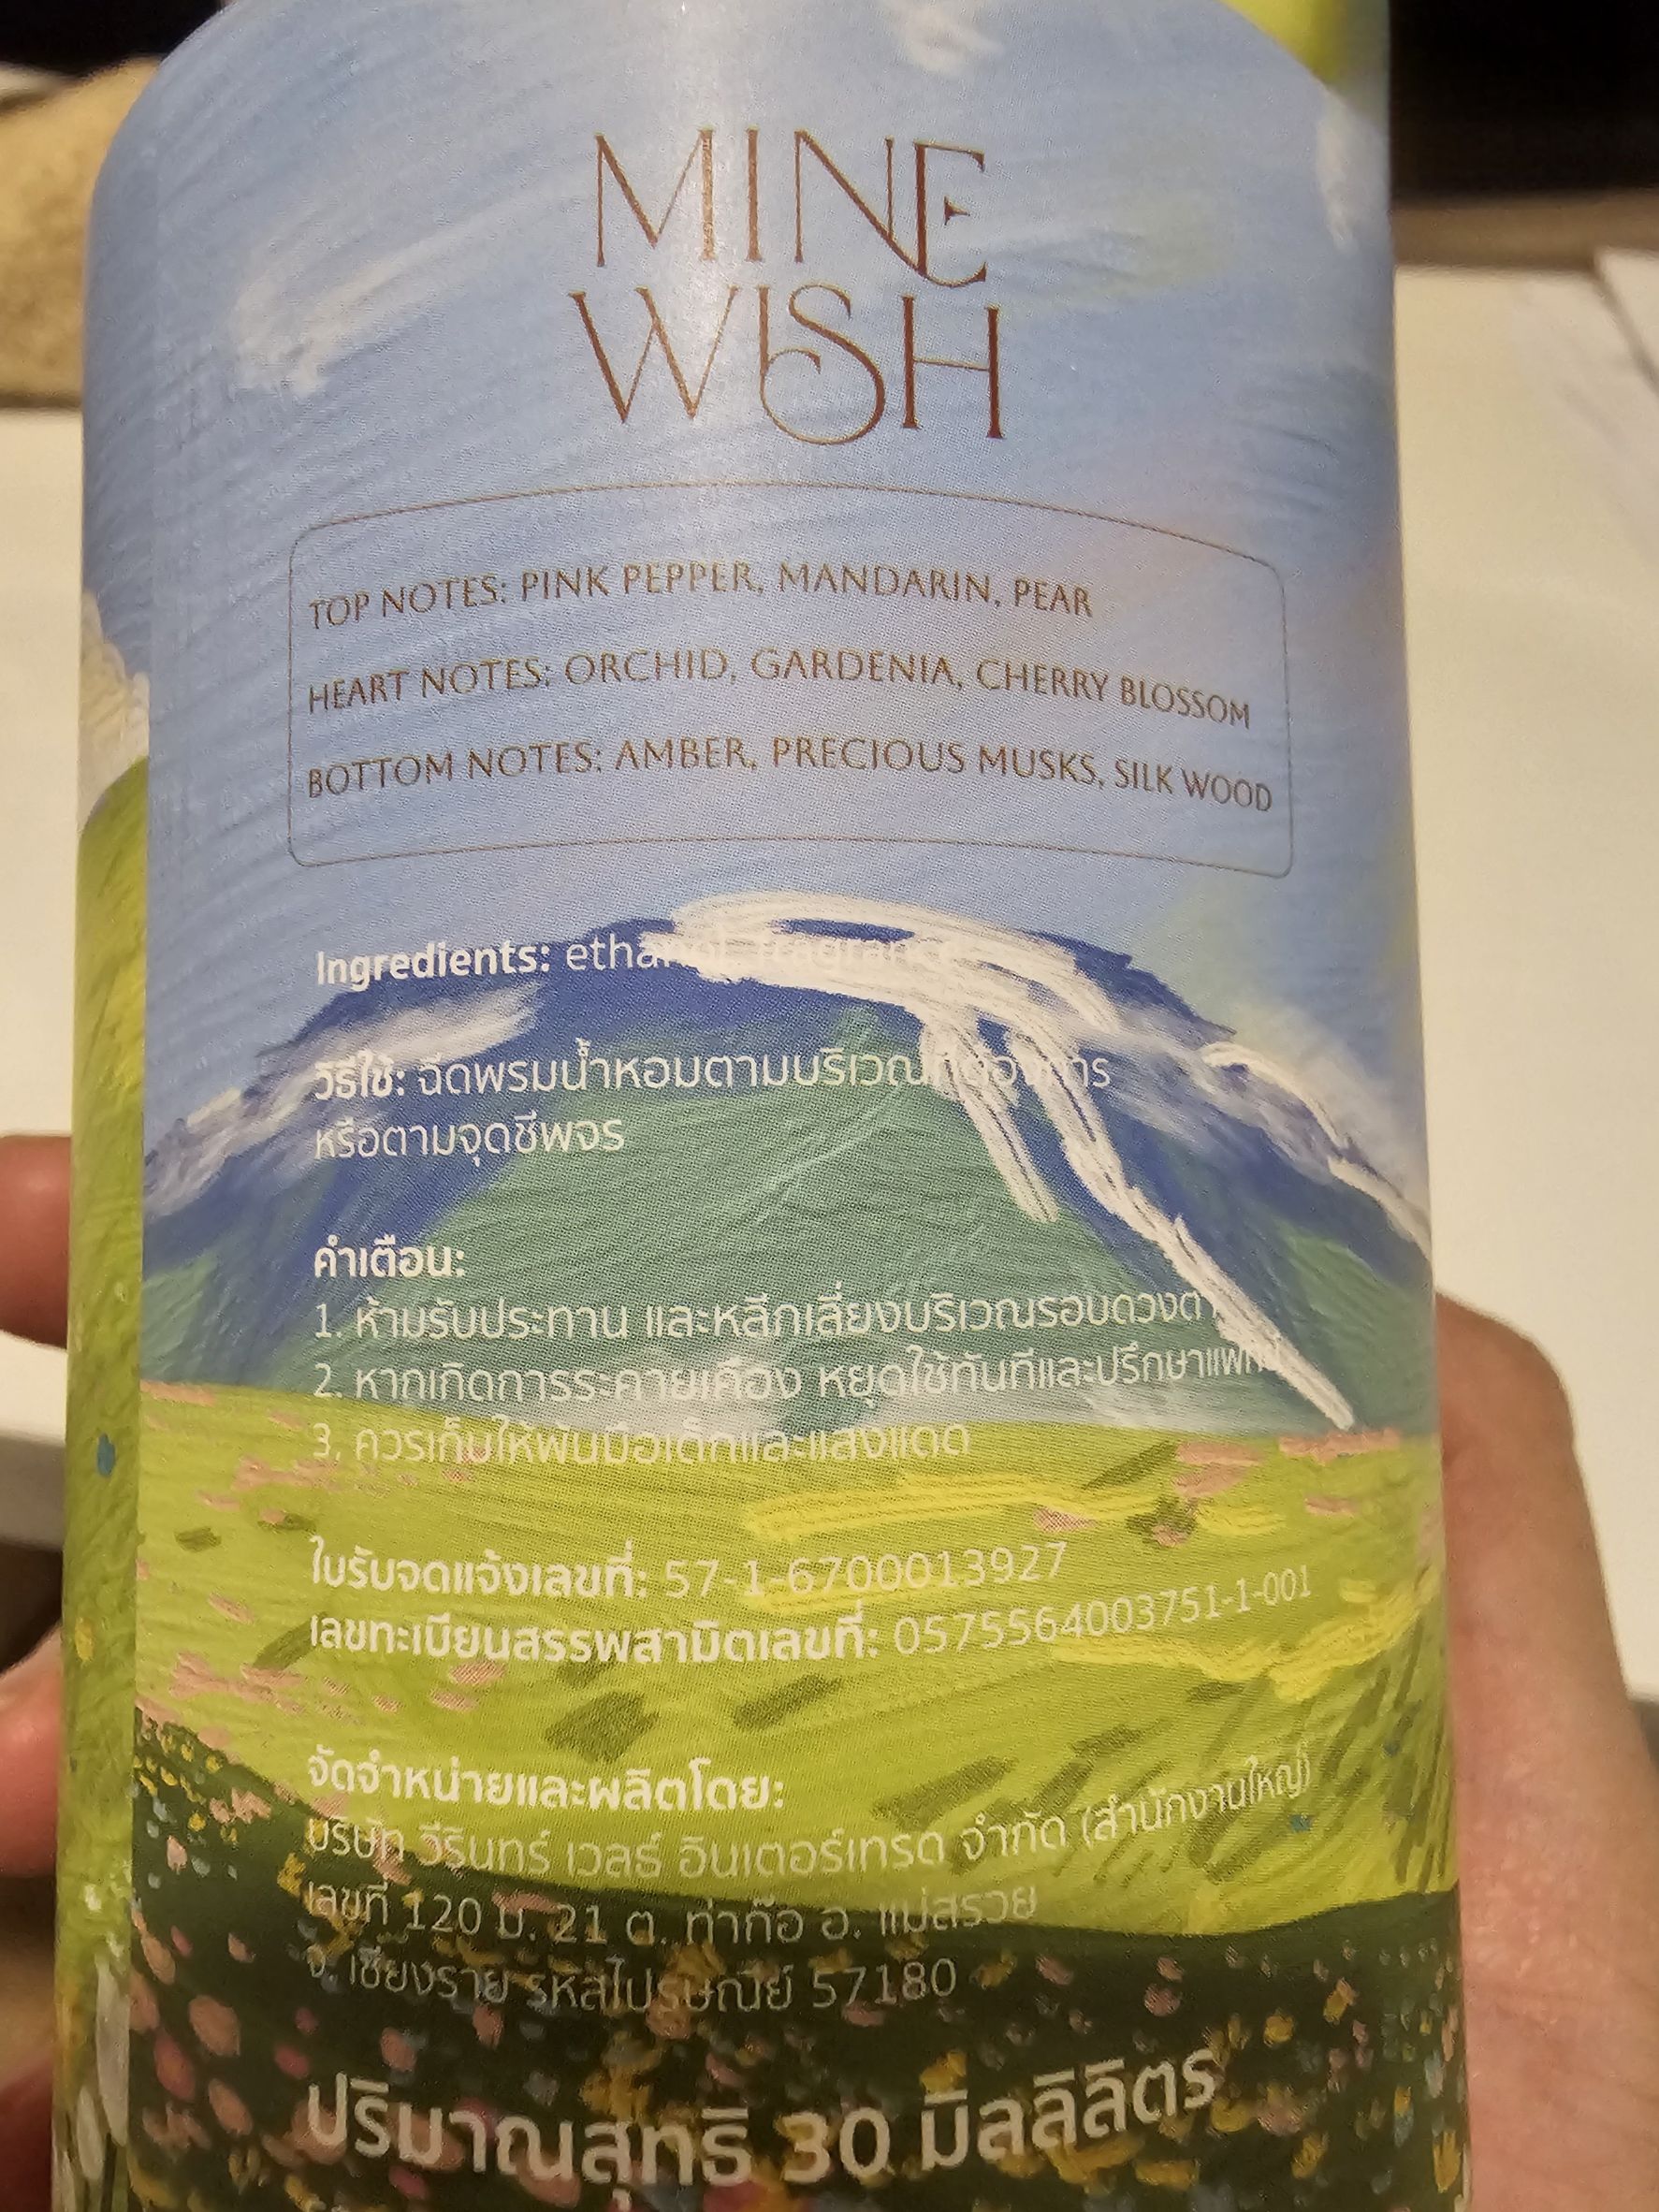 MINE
WISH
TOP NOTES: PINK PEPPER, MANDARIN, PEAR
HEART NOTES: ORCHID, GARDENIA, CHERRY BLOSSOM
BOTTOM NOTES: AMBER, PRECIOUS MUSKS, SILK WOOD
Ingredients: ethanol, fragrance
วิธีใช้: ฉีดพรมน้ำหอมตามบริเวณที่ต้องการ
หรือตามจุดชีพจร
คำเตือน:
1. ห้ามรับประทาน และหลีกเลี่ยงบริเวณรอบดวงตา
2. หากเกิดการระคายเคือง หยุดใช้ทันทีและปรึกษาแพทย์
3. ควรเก็บให้พ้นมือเด็กและแสงแดด
ใบรับจดแจ้งเลขที่: 57-1-6700013927
เลขทะเบียนสรรพสามิตเลขที่: 0575564003751-1-001
จัดจำหน่ายและผลิตโดย:
บริษัท วีรินทร์ เวลธ์ อินเตอร์เทรด จำกัด (สำนักงานใหญ่)
เลขที่ 120 ม. 21 ต. ท่าก๊อ อ. แม่สรวย
จ. เชียงราย รหัสไปรษณีย์ 57180
ปริมาณสุทธิ 30 มิลลิลิตร